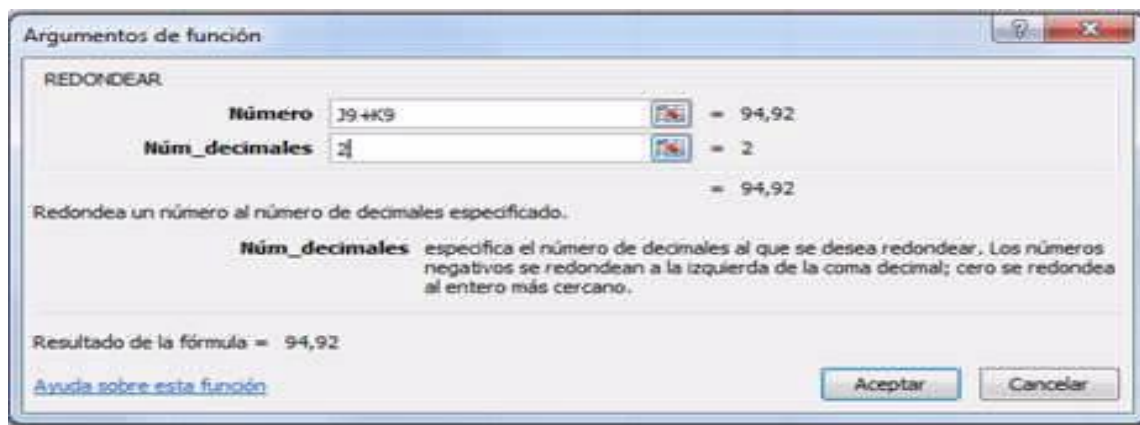 Argumentos de función
REDONDEAR
Número J9+K9 = 94,92
Núm_decimales 2 = 2
= 94,92
Redondea un número al número de decimales especificado.
Núm_decimales especifica el número de decimales al que se desea redondear. Los números
negativos se redondean a la izquierda de la coma decimal; cero se redondea
al entero más cercano.
Resultado de la fórmula = 94,92
Ayuda sobre esta función
Aceptar Cancelar